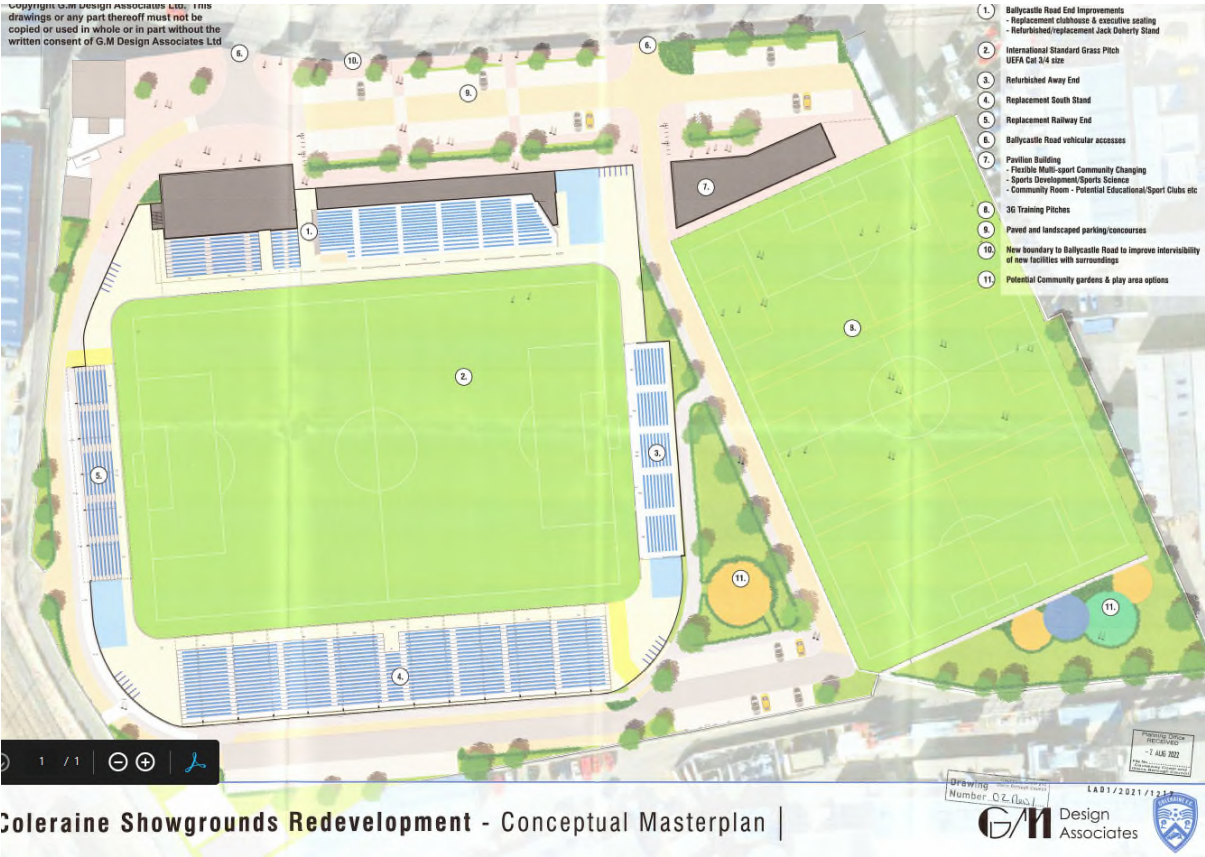 Copyright G.M Design Associates Ltd. This
drawings or any part thereoff must not be
copied or used in whole or in part without the
written consent of G.M Design Associates Ltd
1. Ballycastle Road End Improvements
- Replacement clubhouse & executive seating
- Refurbished/replacement Jack Doherty Stand
2. International Standard Grass Pitch
UEFA Cat 3/4 size
3. Refurbished Away End
4. Replacement South Stand
5. Replacement Railway End
6. Ballycastle Road vehicular accesses
7. Pavilion Building
- Flexible Multi-sport Community Changing
- Sports Development/Sports Science
- Community Room - Potential Educational/Sport Clubs etc
8. 3G Training Pitches
9. Paved and landscaped parking/concourses
10. New boundary to Ballycastle Road to improve intervisibility
of new facilities with surroundings
11. Potential Community gardens & play area options
6.
10.
6.
9.
7.
1.
8.
2.
3.
5.
11.
11.
4.
1 / 1
Planning Office
RECEIVED
Drawing
Number
LA01/2021/
Coleraine Showgrounds Redevelopment - Conceptual Masterplan
G/M Design
Associates
COLERAINE F.C.